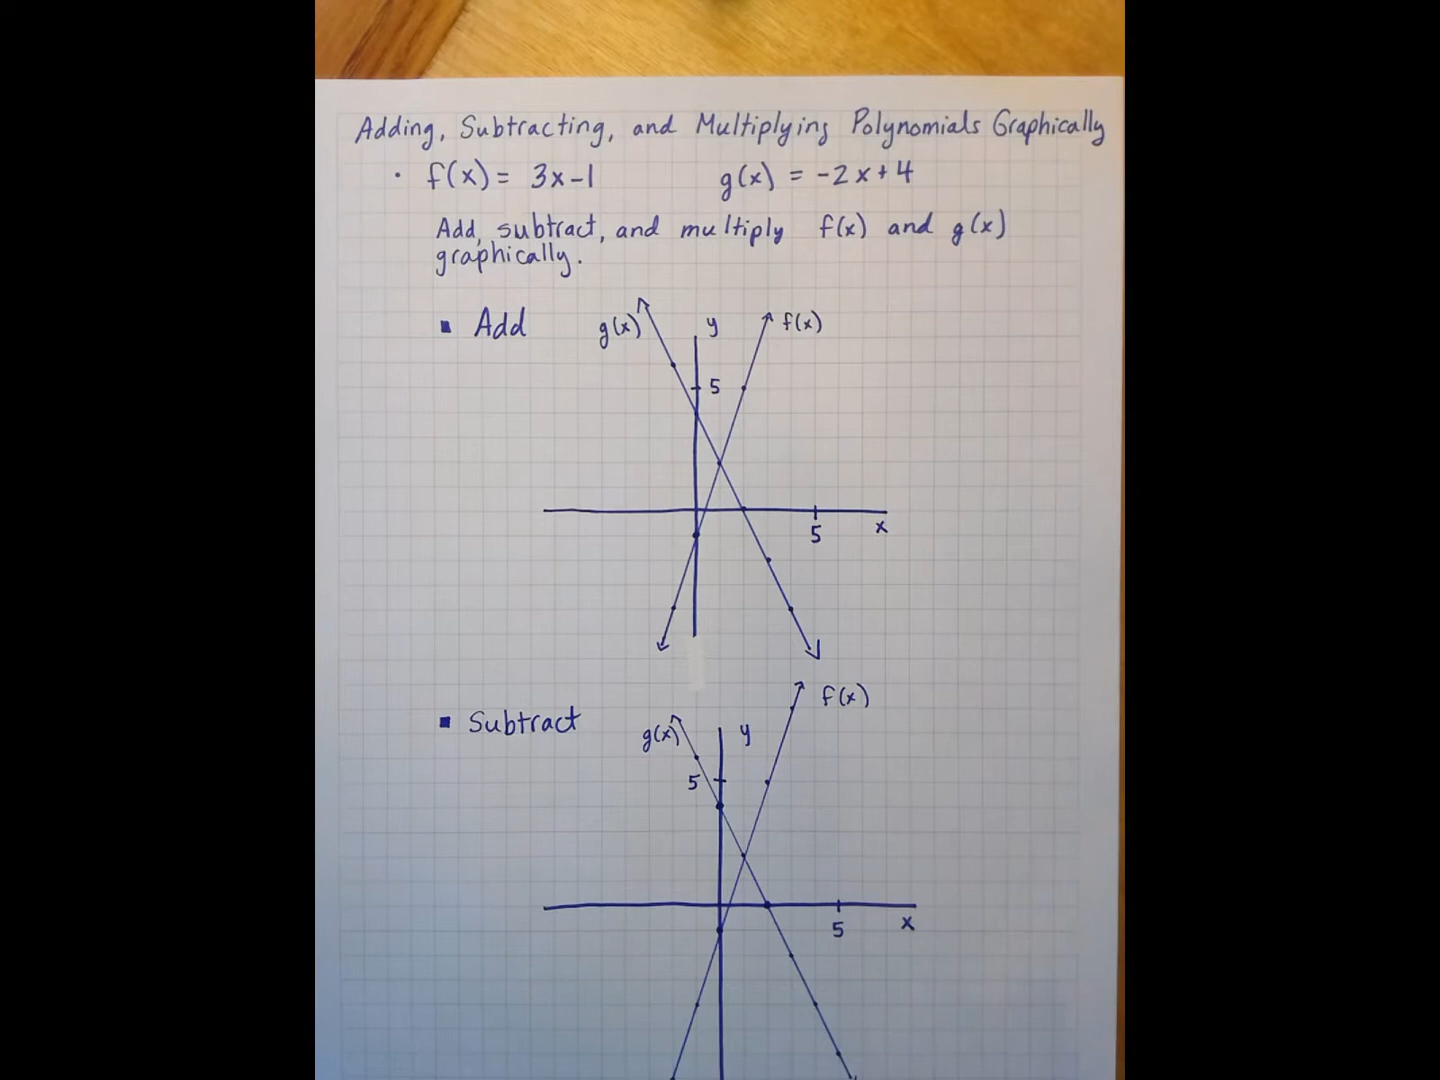 Adding, Subtracting, and Multiplying Polynomials Graphically
• f(x) = 3x-1 g(x) = -2x+4
Add, subtract, and multiply f(x) and g(x)
graphically.
▪ Add g(x) y f(x)
5
5 x
▪ Subtract g(x) y f(x)
5
5 x